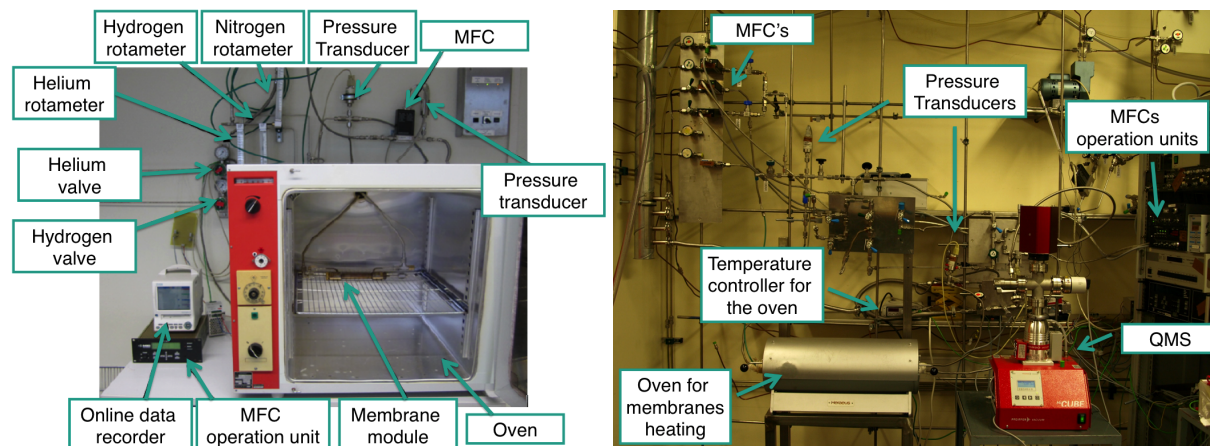 Hydrogen
rotameter
Nitrogen
rotameter
Pressure
Transducer
MFC
Helium
rotameter
Helium
valve
Hydrogen
valve
Pressure
transducer
Online data
recorder
MFC
operation unit
Membrane
module
Oven
MFC's
Pressure
Transducers
MFCs
operation units
Temperature
controller for
the oven
QMS
Oven for
membranes
heating
HERAEUS
CUBE